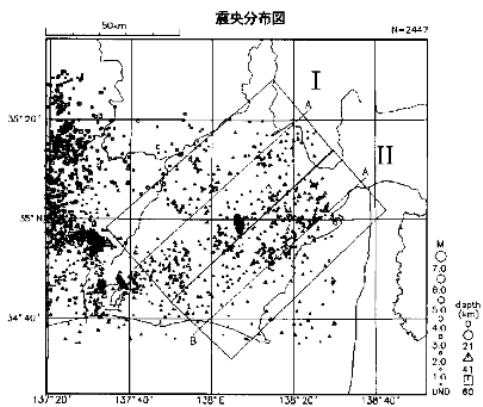 震央分布図
50km
N=2447
I
A
35°20'
II
A
35°N
34°40'
B
137°20' 137°40' 138°E 138°20' 138°40'
M
7.0
6.0
5.0
4.0
3.0
2.0
1.0
UND
depth
(km)
0
21
41
60